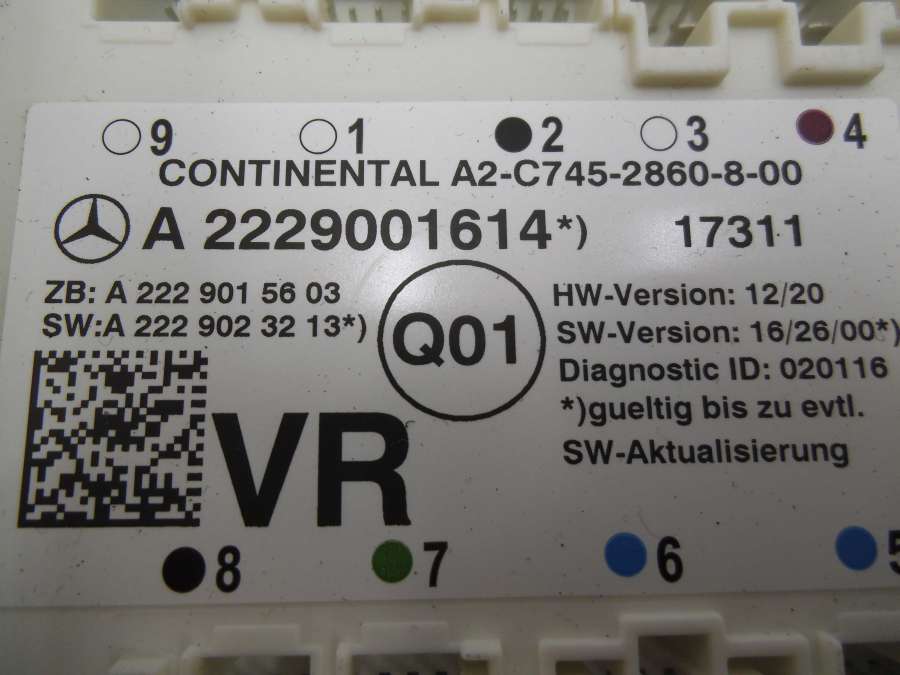 9 1 2 3 4
CONTINENTAL A2-C745-2860-8-00
A 2229001614*) 17311
ZB: A 222 901 56 03
SW:A 222 902 32 13*)
Q01
HW-Version: 12/20
SW-Version: 16/26/00*)
Diagnostic ID: 020116
*)gueltig bis zu evtl.
SW-Aktualisierung
VR
8 7 6 5